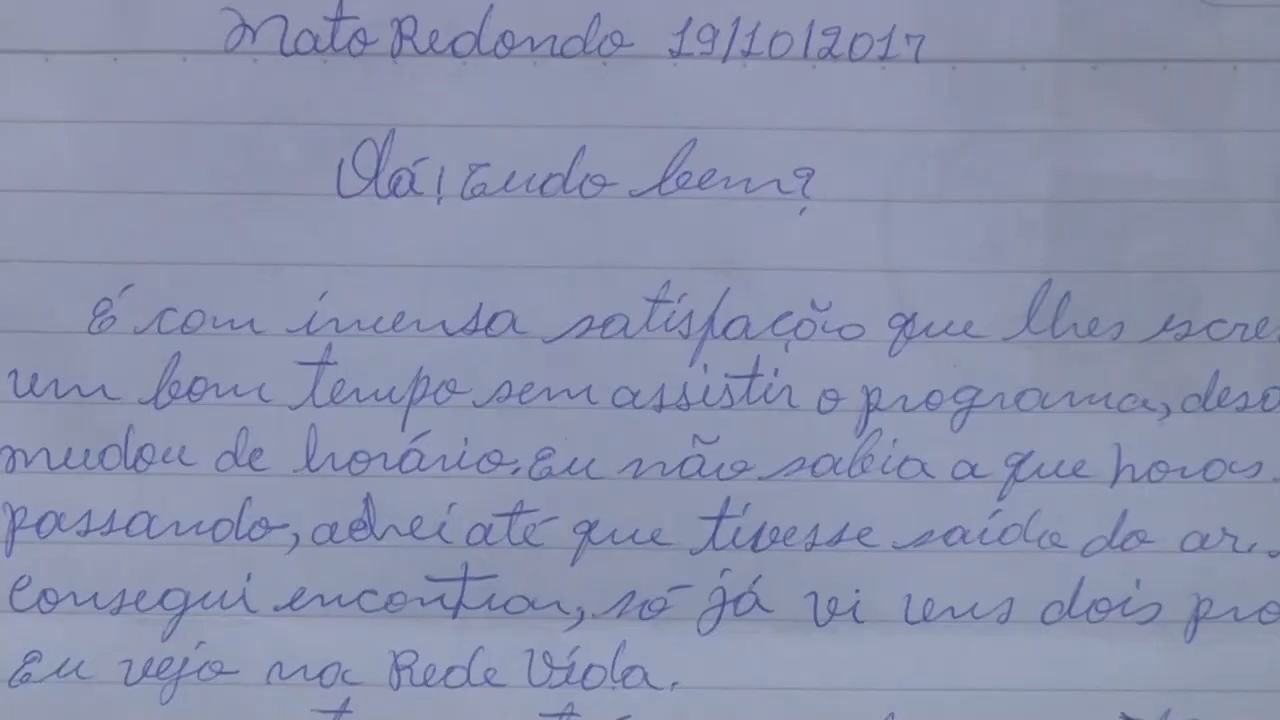 Mato Redondo 19/10/2017
Olá! Tudo bem?
É com imensa satisfação que lhes escre
um bom tempo sem assistir o programa, desd
mudou de horário. Eu não sabia a que horas
passando, achei até que tivesse saído do ar.
Consegui encontrar, só já vi uns dois pro
Eu vejo na Rede Vida.